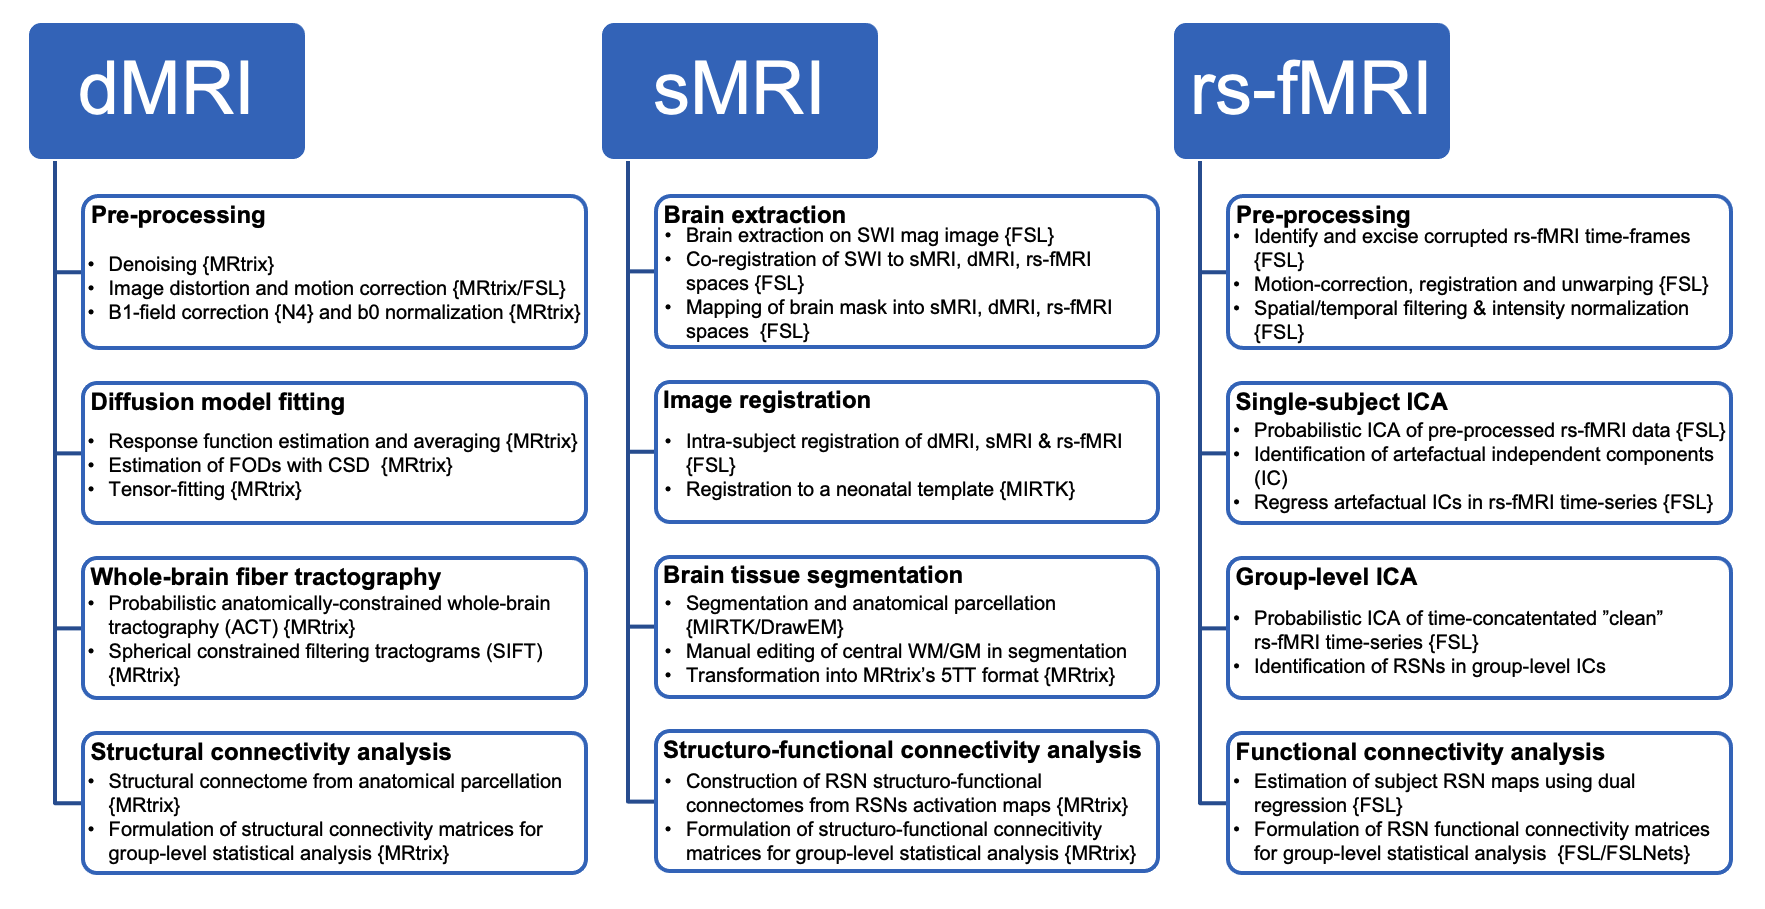 dMRI
Pre-processing
• Denoising {MRtrix}
• Image distortion and motion correction {MRtrix/FSL}
• B1-field correction {N4} and b0 normalization {MRtrix}
Diffusion model fitting
• Response function estimation and averaging {MRtrix}
• Estimation of FODs with CSD  {MRtrix}
• Tensor-fitting {MRtrix}
Whole-brain fiber tractography
• Probabilistic anatomically-constrained whole-brain
tractography (ACT) {MRtrix}
• Spherical constrained filtering tractograms (SIFT)
{MRtrix}
Structural connectivity analysis
• Structural connectome from anatomical parcellation
{MRtrix}
• Formulation of structural connectivity matrices for
group-level statistical analysis {MRtrix}
sMRI
Brain extraction
• Brain extraction on SWI mag image {FSL}
• Co-registration of SWI to sMRI, dMRI, rs-fMRI
spaces {FSL}
• Mapping of brain mask into sMRI, dMRI, rs-fMRI
spaces  {FSL}
Image registration
• Intra-subject registration of dMRI, sMRI & rs-fMRI
{FSL}
• Registration to a neonatal template {MIRTK}
Brain tissue segmentation
• Segmentation and anatomical parcellation
{MIRTK/DrawEM}
• Manual editing of central WM/GM in segmentation
• Transformation into MRtrix’s 5TT format {MRtrix}
Structuro-functional connectivity analysis
• Construction of RSN structuro-functional
connectomes from RSNs activation maps {MRtrix}
• Formulation of structuro-functional connecitivity
matrices for group-level statistical analysis {MRtrix}
rs-fMRI
Pre-processing
• Identify and excise corrupted rs-fMRI time-frames
{FSL}
• Motion-correction, registration and unwarping {FSL}
• Spatial/temporal filtering & intensity normalization
{FSL}
Single-subject ICA
• Probabilistic ICA of pre-processed rs-fMRI data {FSL}
• Identification of artefactual independent components
(IC)
• Regress artefactual ICs in rs-fMRI time-series {FSL}
Group-level ICA
• Probabilistic ICA of time-concatentated ”clean”
rs-fMRI time-series {FSL}
• Identification of RSNs in group-level ICs
Functional connectivity analysis
• Estimation of subject RSN maps using dual
regression {FSL}
• Formulation of RSN functional connectivity matrices
for group-level statistical analysis  {FSL/FSLNets}